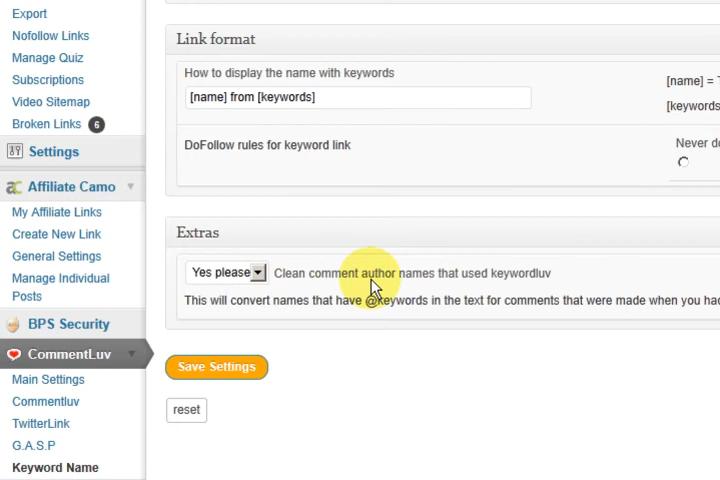 Export
Nofollow Links
Manage Quiz
Subscriptions
Video Sitemap
Broken Links 6
Settings
Affiliate Camo
My Affiliate Links
Create New Link
General Settings
Manage Individual
Posts
BPS Security
CommentLuv
Main Settings
Commentluv
TwitterLink
G.A.S.P
Keyword Name
Link format
How to display the name with keywords
[name] from [keywords]
[name] = T
[keywords
DoFollow rules for keyword link
Never do
Extras
Yes please Clean comment author names that used keywordluv
This will convert names that have @keywords in the text for comments that were made when you had
Save Settings
reset